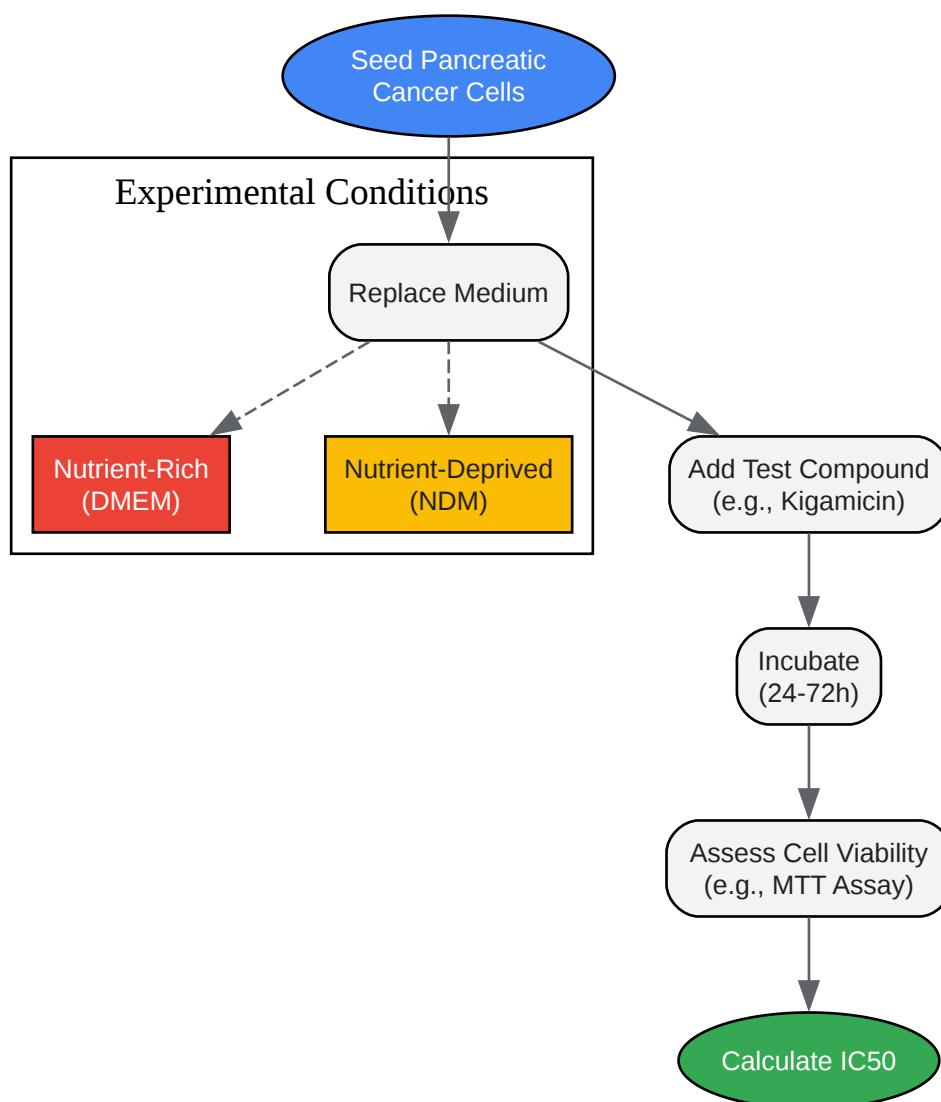 Seed Pancreatic
Cancer Cells
Experimental Conditions
Replace Medium
Nutrient-Rich
(DMEM)
Nutrient-Deprived
(NDM)
Add Test Compound
(e.g., Kigamicin)
Incubate
(24-72h)
Assess Cell Viability
(e.g., MTT Assay)
Calculate IC50